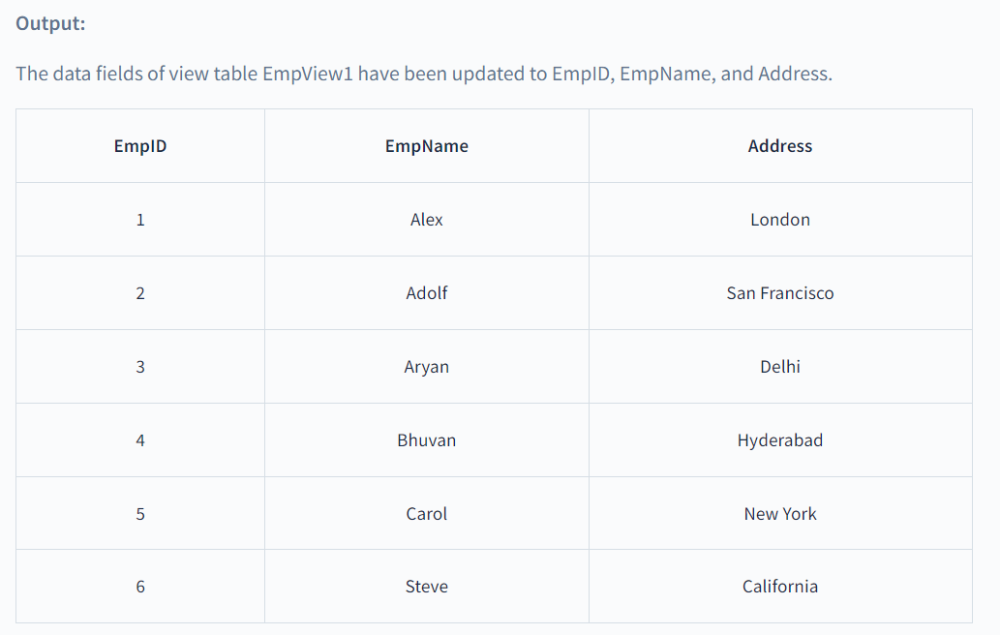 Output:
The data fields of view table EmpView1 have been updated to EmpID, EmpName, and Address.
EmpID EmpName Address
1 Alex London
2 Adolf San Francisco
3 Aryan Delhi
4 Bhuvan Hyderabad
5 Carol New York
6 Steve California